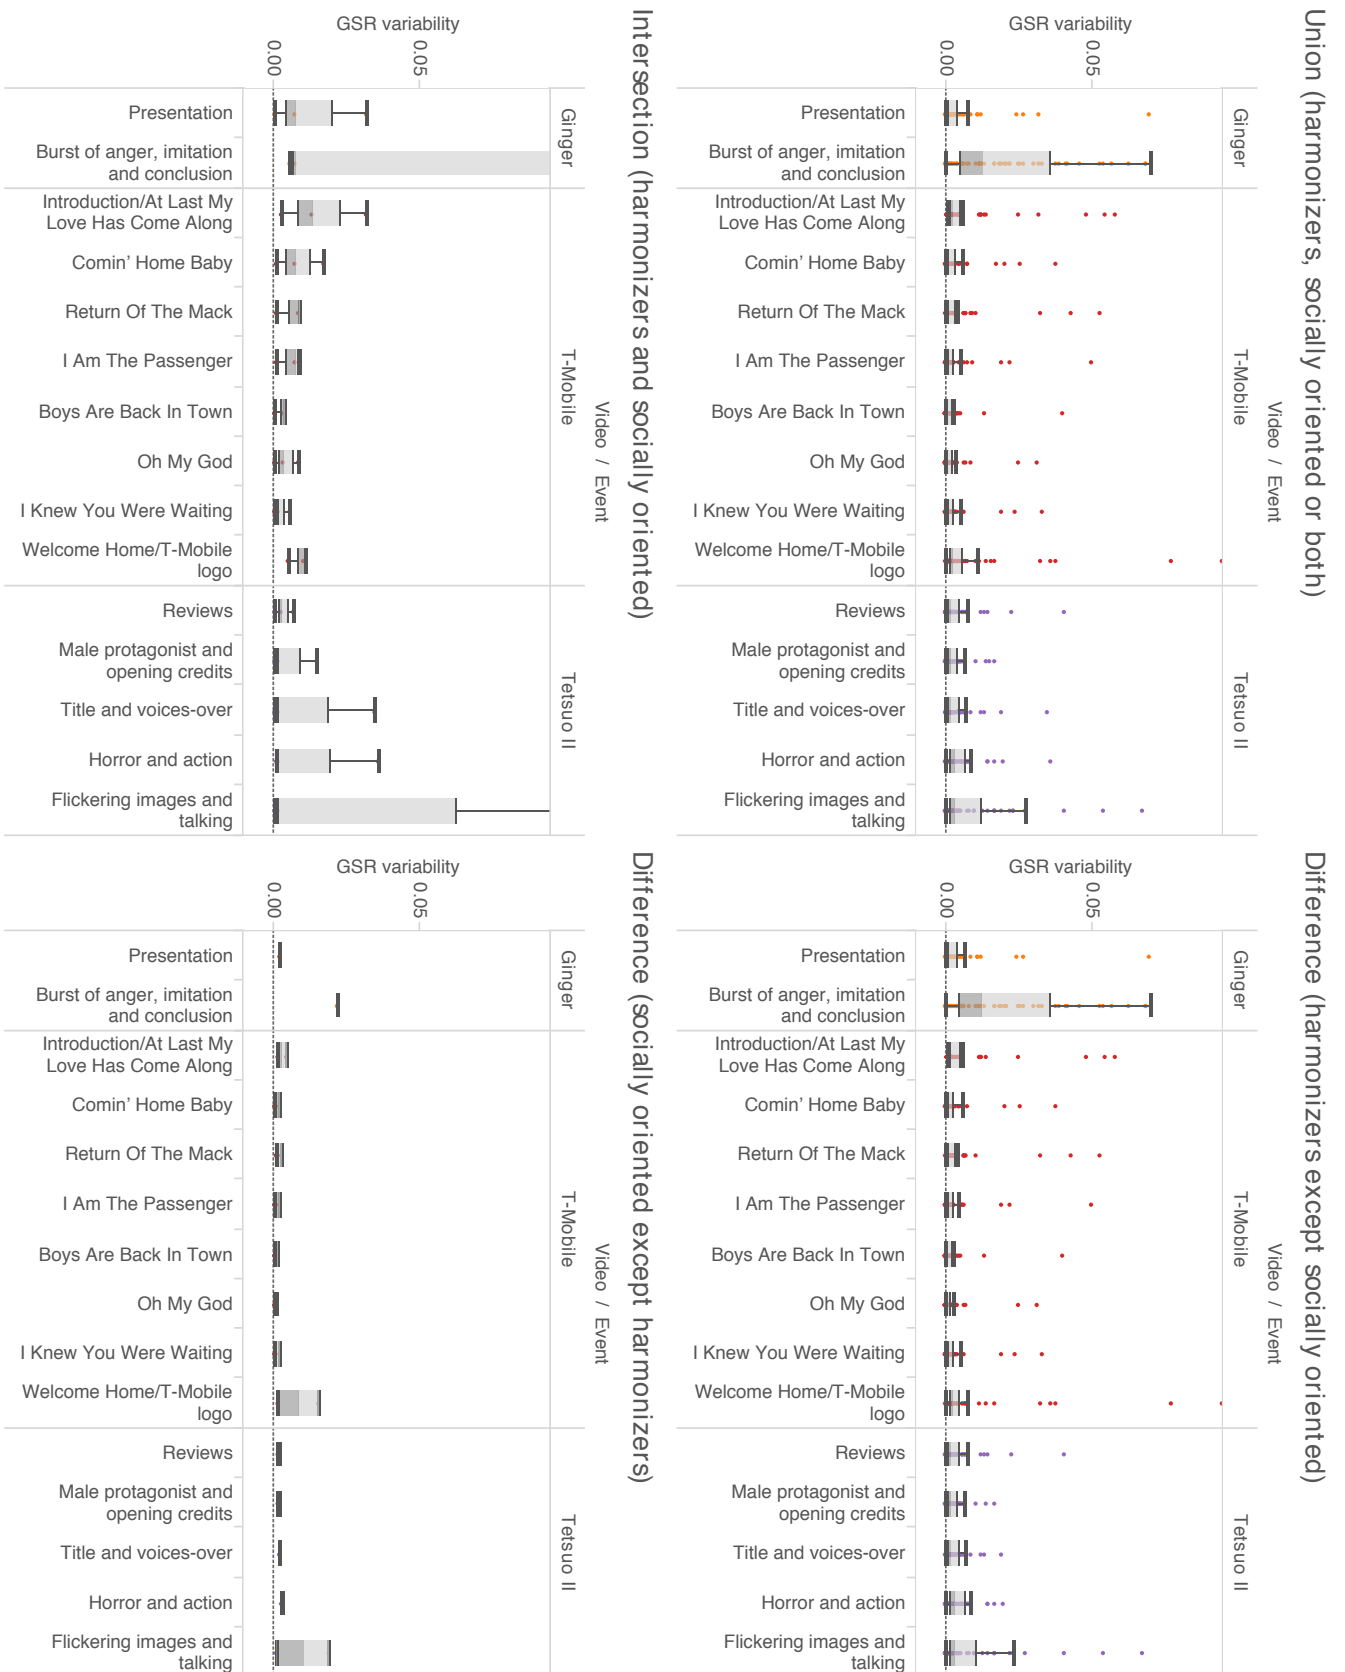 Union (harmonizers, socially oriented or both)
Video / Event
Ginger
T-Mobile
Tetsuo II
GSR variability
0.00
0.05
Presentation
Burst of anger, imitation
and conclusion
Introduction/At Last My
Love Has Come Along
Comin’ Home Baby
Return Of The Mack
I Am The Passenger
Boys Are Back In Town
Oh My God
I Knew You Were Waiting
Welcome Home/T-Mobile
logo
Reviews
Male protagonist and
opening credits
Title and voices-over
Horror and action
Flickering images and
talking
Difference (harmonizers except socially oriented)
Video / Event
Ginger
T-Mobile
Tetsuo II
GSR variability
0.00
0.05
Presentation
Burst of anger, imitation
and conclusion
Introduction/At Last My
Love Has Come Along
Comin’ Home Baby
Return Of The Mack
I Am The Passenger
Boys Are Back In Town
Oh My God
I Knew You Were Waiting
Welcome Home/T-Mobile
logo
Reviews
Male protagonist and
opening credits
Title and voices-over
Horror and action
Flickering images and
talking
Intersection (harmonizers and socially oriented)
Video / Event
Ginger
T-Mobile
Tetsuo II
GSR variability
0.00
0.05
Presentation
Burst of anger, imitation
and conclusion
Introduction/At Last My
Love Has Come Along
Comin’ Home Baby
Return Of The Mack
I Am The Passenger
Boys Are Back In Town
Oh My God
I Knew You Were Waiting
Welcome Home/T-Mobile
logo
Reviews
Male protagonist and
opening credits
Title and voices-over
Horror and action
Flickering images and
talking
Difference (socially oriented except harmonizers)
Video / Event
Ginger
T-Mobile
Tetsuo II
GSR variability
0.00
0.05
Presentation
Burst of anger, imitation
and conclusion
Introduction/At Last My
Love Has Come Along
Comin’ Home Baby
Return Of The Mack
I Am The Passenger
Boys Are Back In Town
Oh My God
I Knew You Were Waiting
Welcome Home/T-Mobile
logo
Reviews
Male protagonist and
opening credits
Title and voices-over
Horror and action
Flickering images and
talking